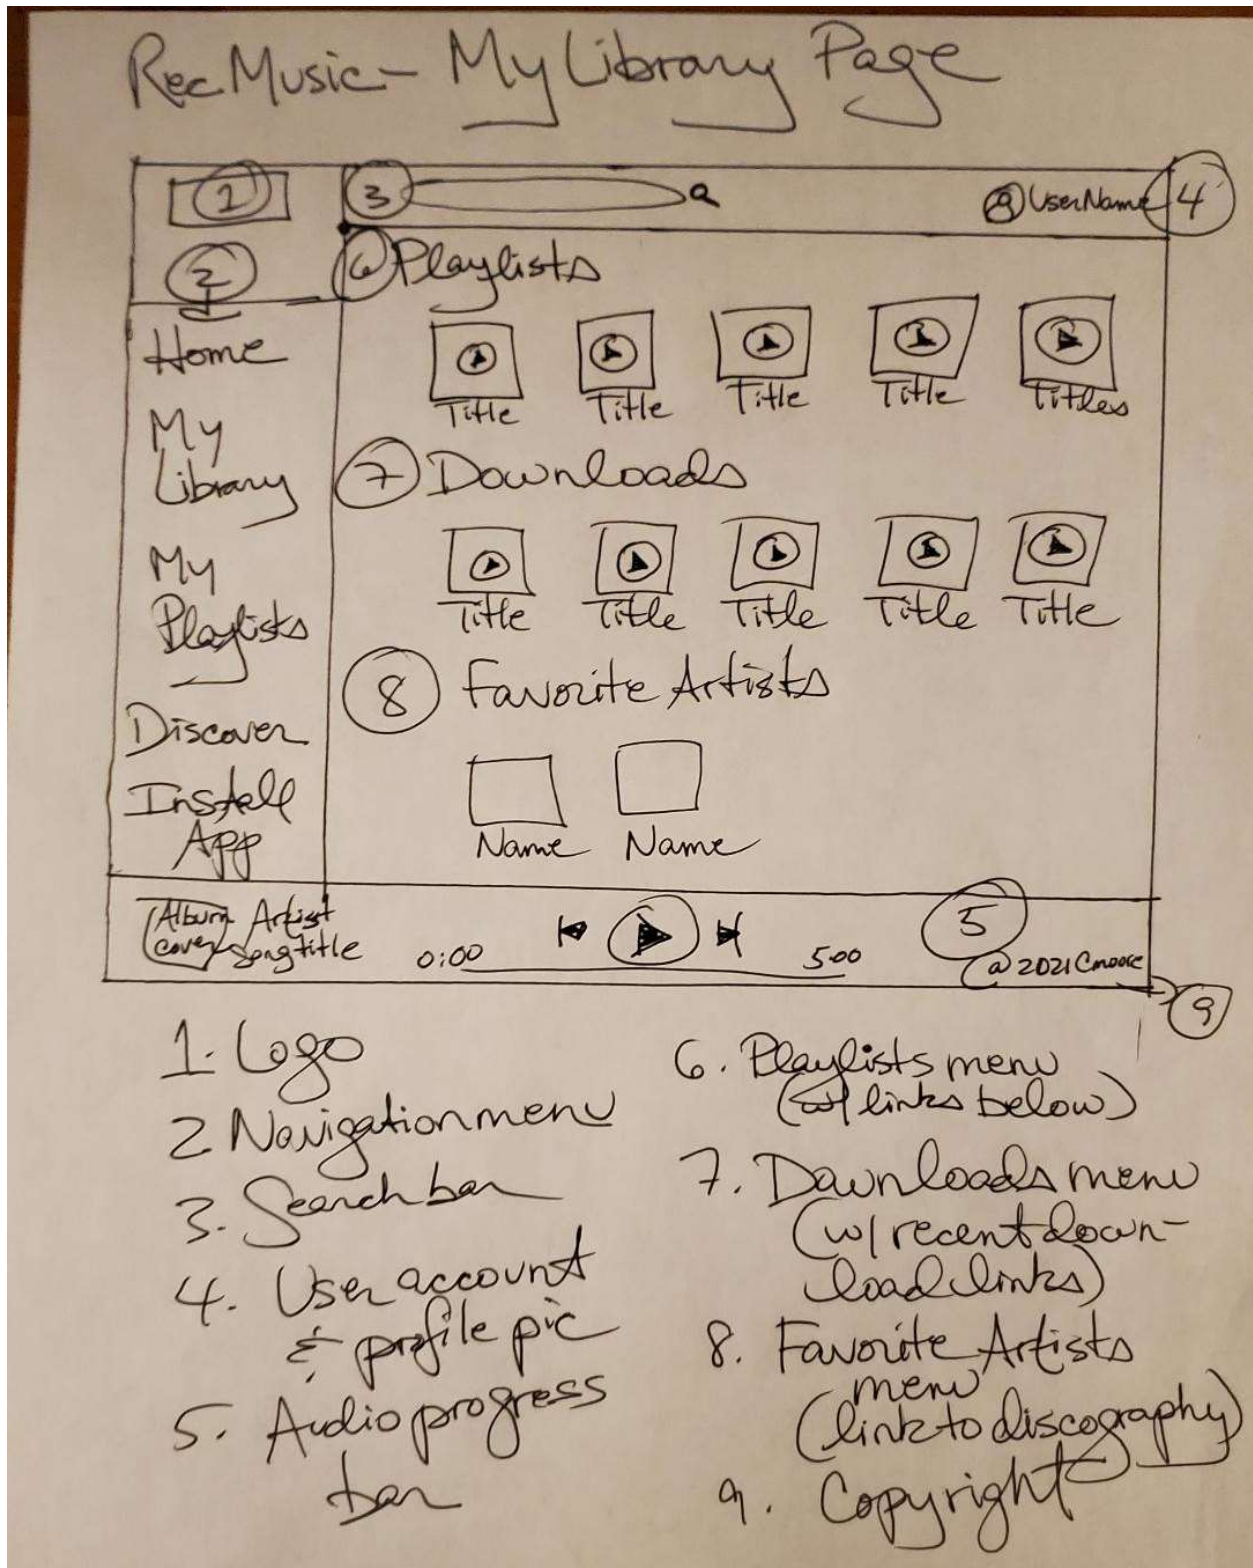 RecMusic - My Library Page
1
3
UserName
4
2
6 Playlists
Home
Title Title Title Title Titles
My
Library
7 Downloads
My
Playlists
Title Title Title Title Title
8 Favorite Artists
Discover
Install
App
Name Name
Album Artist
cover Song title
0:00
5:00
5
@ 2021 Cmoore
9
1. Logo
2 Navigation menu
3. Search bar
4. User account
& profile pic
5. Audio progress
bar
6. Playlists menu
(w/ links below)
7. Downloads menu
(w/ recent down-
load links)
8. Favorite Artists
menu
(link to discography)
9. Copyright